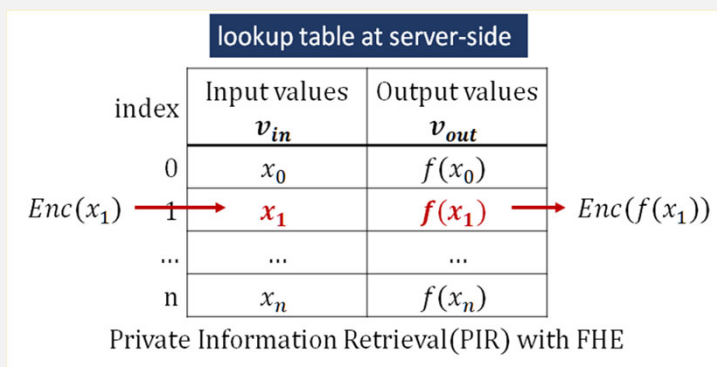 lookup table at server-side
index Input values Output values
v_in v_out
0 x_0 f(x_0)
Enc(x_1) 1 x_1 f(x_1) Enc(f(x_1))
... ... ...
n x_n f(x_n)
Private Information Retrieval(PIR) with FHE